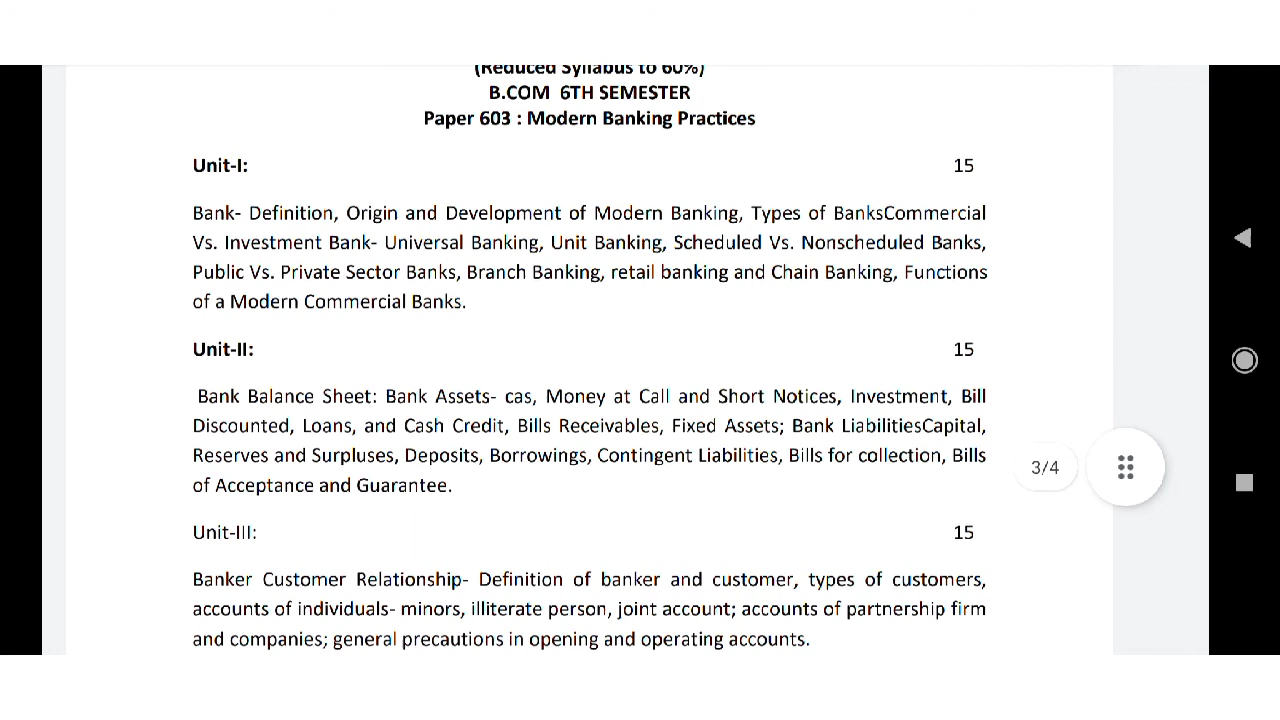 (Reduced Syllabus to 60%)
B.COM 6TH SEMESTER
Paper 603 : Modern Banking Practices
Unit-I: 15
Bank- Definition, Origin and Development of Modern Banking, Types of BanksCommercial
Vs. Investment Bank- Universal Banking, Unit Banking, Scheduled Vs. Nonscheduled Banks,
Public Vs. Private Sector Banks, Branch Banking, retail banking and Chain Banking, Functions
of a Modern Commercial Banks.
Unit-II: 15
Bank Balance Sheet: Bank Assets- cas, Money at Call and Short Notices, Investment, Bill
Discounted, Loans, and Cash Credit, Bills Receivables, Fixed Assets; Bank LiabilitiesCapital,
Reserves and Surpluses, Deposits, Borrowings, Contingent Liabilities, Bills for collection, Bills
of Acceptance and Guarantee.
3/4
Unit-III: 15
Banker Customer Relationship- Definition of banker and customer, types of customers,
accounts of individuals- minors, illiterate person, joint account; accounts of partnership firm
and companies; general precautions in opening and operating accounts.